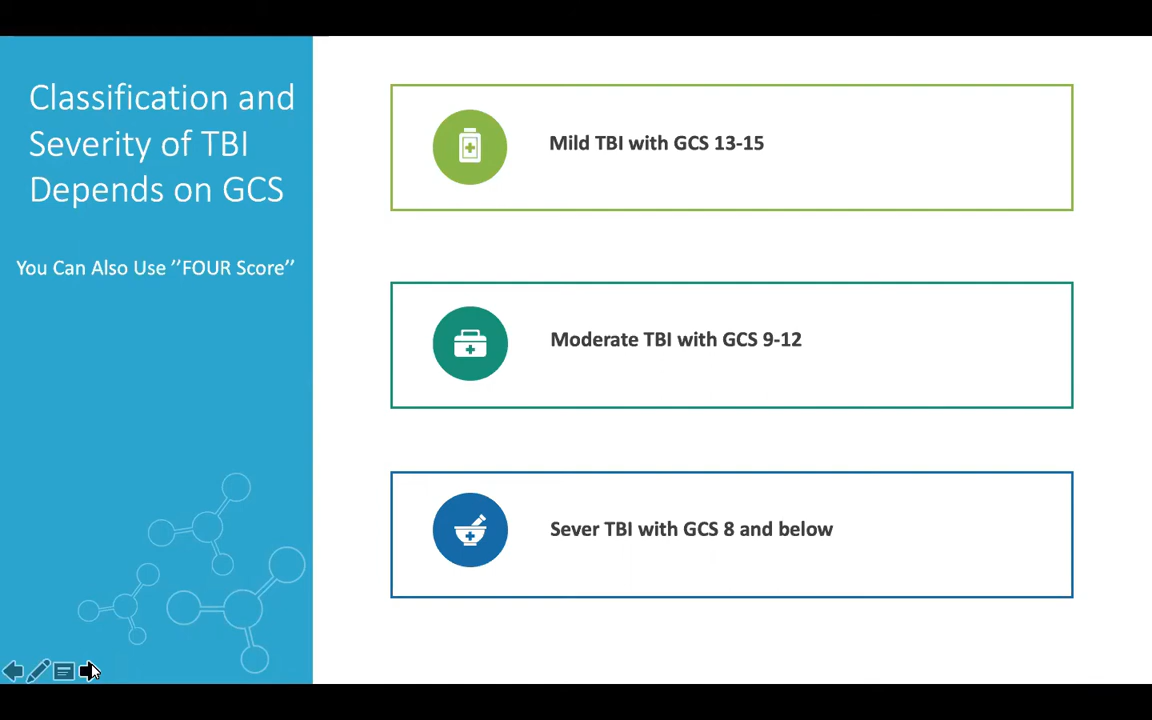 Classification and
Severity of TBI
Depends on GCS
You Can Also Use ’’FOUR Score’’
Mild TBI with GCS 13-15
Moderate TBI with GCS 9-12
Sever TBI with GCS 8 and below